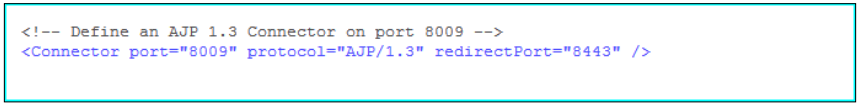 <!-- Define an AJP 1.3 Connector on port 8009 -->
<Connector port="8009" protocol="AJP/1.3" redirectPort="8443" />